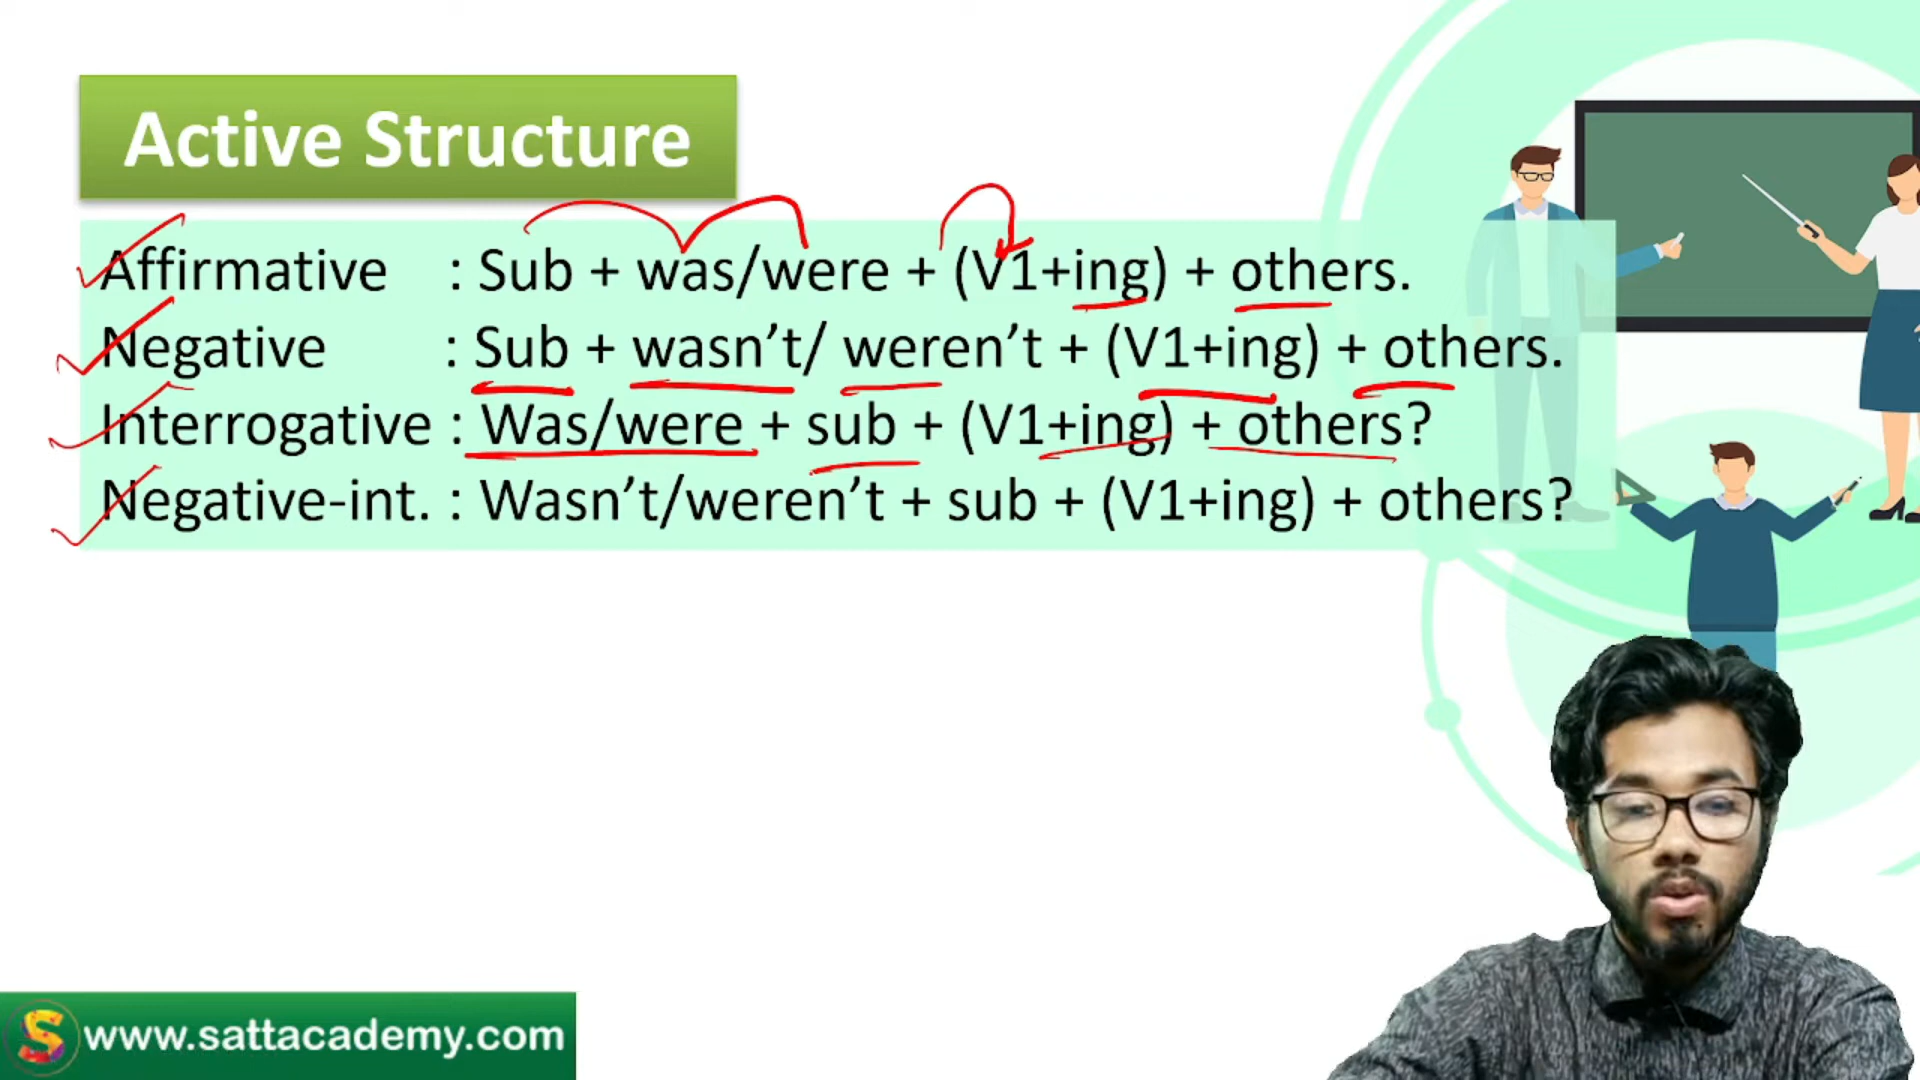 Active Structure
Affirmative : Sub + was/were + (V1+ing) + others.
Negative : Sub + wasn’t/ weren’t + (V1+ing) + others.
Interrogative : Was/were + sub + (V1+ing) + others?
Negative-int. : Wasn’t/weren’t + sub + (V1+ing) + others?
S www.sattacademy.com